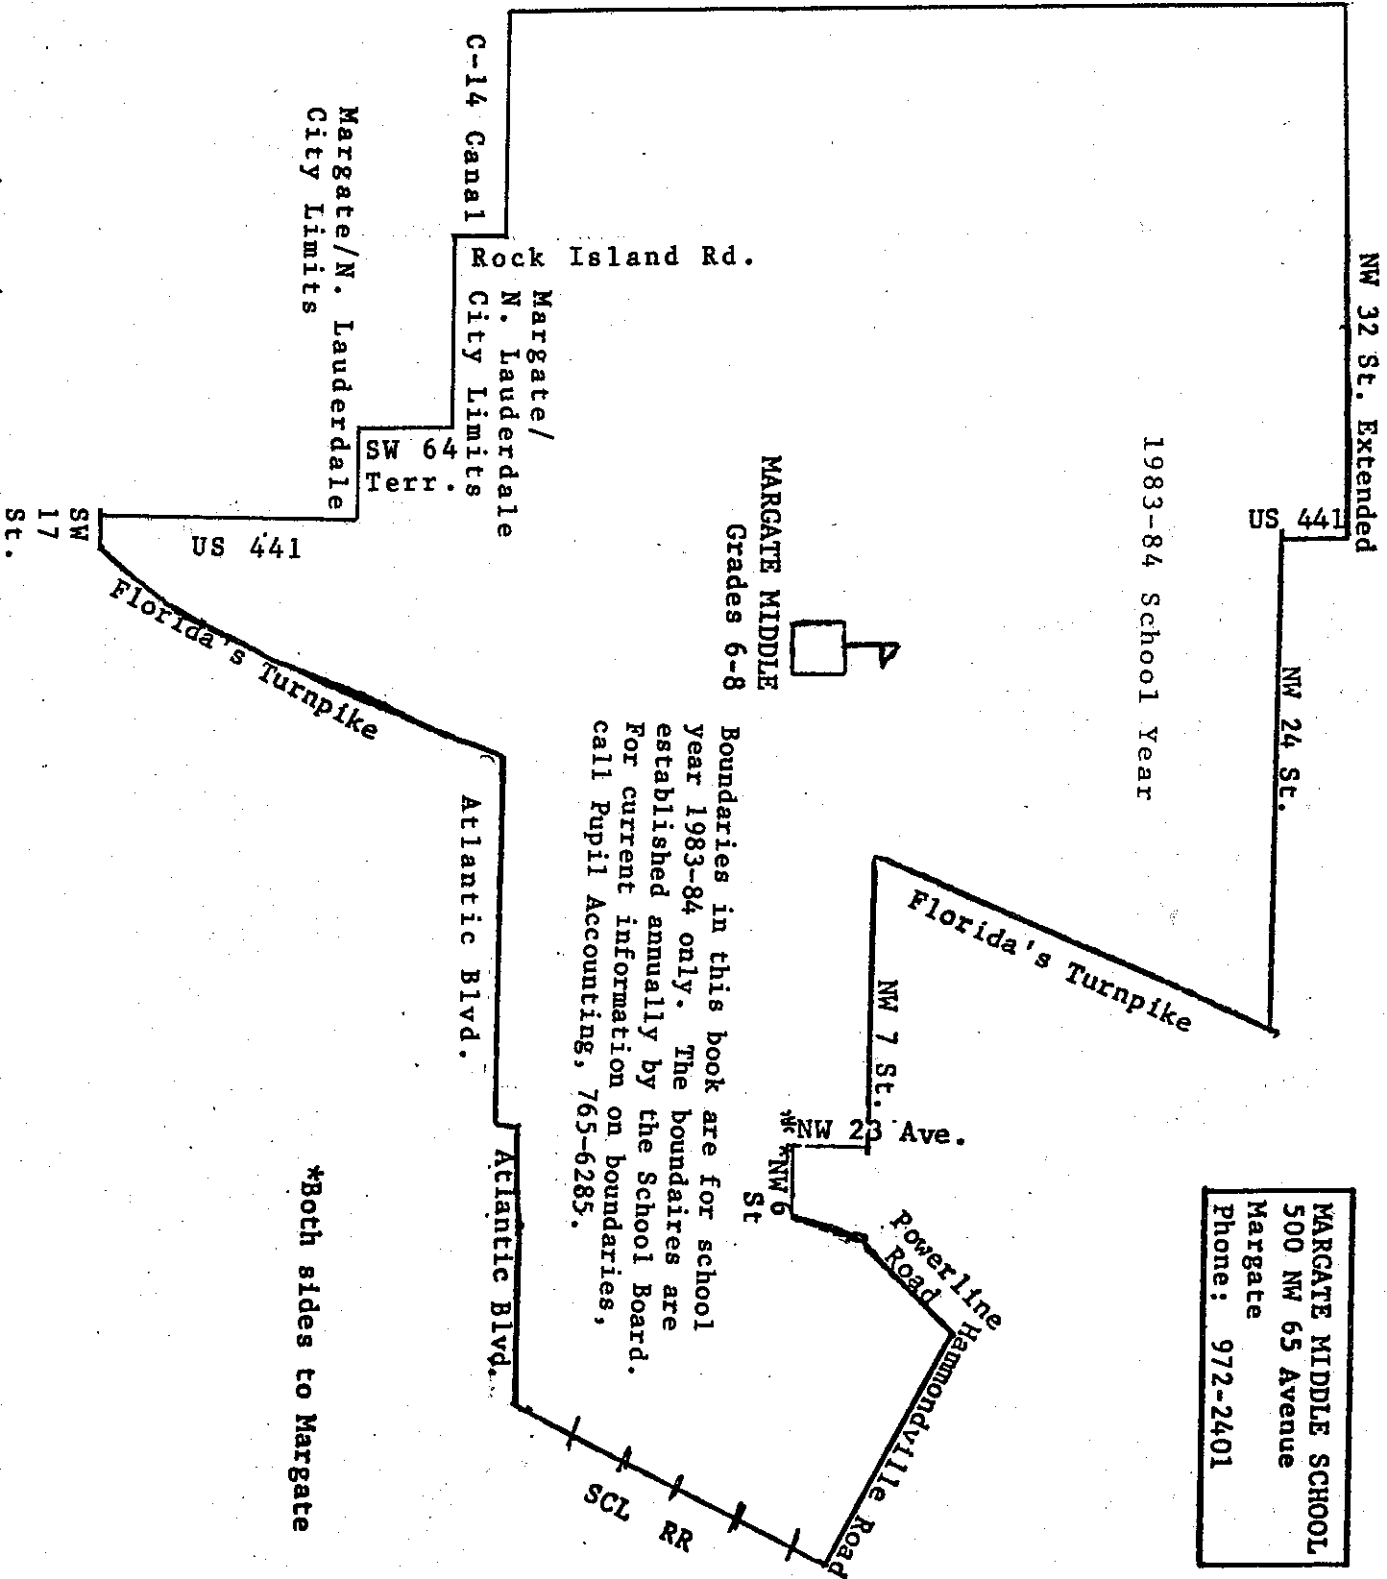 NW 32 St. Extended
US 441
NW 24 St.
1983-84 School Year
MARGATE MIDDLE SCHOOL
500 NW 65 Avenue
Margate
Phone: 972-2401
Florida's Turnpike
NW 7 St.
NW 23 Ave.
*NW 6
St
Powerline
Road
Hammondville Road
MARGATE MIDDLE
Grades 6-8
Boundaries in this book are for school
year 1983-84 only. The boundaires are
established annually by the School Board.
For current information on boundaries,
call Pupil Accounting, 765-6285.
C-14 Canal
Rock Island Rd.
Margate/
N. Lauderdale
City Limits
SW 64
Terr.
Margate/N. Lauderdale
City Limits
US 441
SW
17
St.
Florida's Turnpike
Atlantic Blvd.
Atlantic Blvd.
SCL RR
*Both sides to Margate